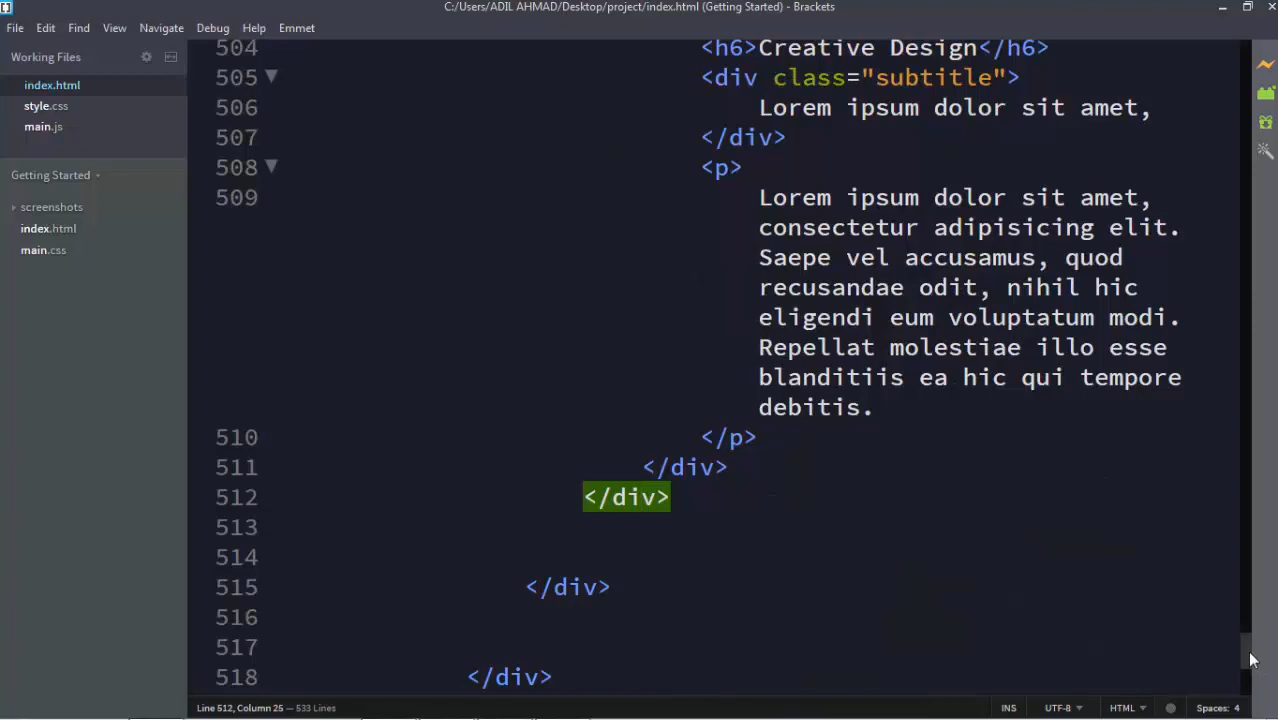 C:/Users/ADIL AHMAD/Desktop/project/index.html (Getting Started) - Brackets
File Edit Find View Navigate Debug Help Emmet
Working Files
index.html
style.css
main.js
Getting Started
screenshots
index.html
main.css
504 <h6>Creative Design</h6>
505 <div class="subtitle">
506 Lorem ipsum dolor sit amet,
507 </div>
508 <p>
509 Lorem ipsum dolor sit amet,
consectetur adipisicing elit.
Saepe vel accusamus, quod
recusandae odit, nihil hic
eligendi eum voluptatum modi.
Repellat molestiae illo esse
blanditiis ea hic qui tempore
debitis.
510 </p>
511 </div>
512 </div>
513
514
515 </div>
516
517
518 </div>
Line 512, Column 25 — 533 Lines INS UTF-8 HTML Spaces: 4